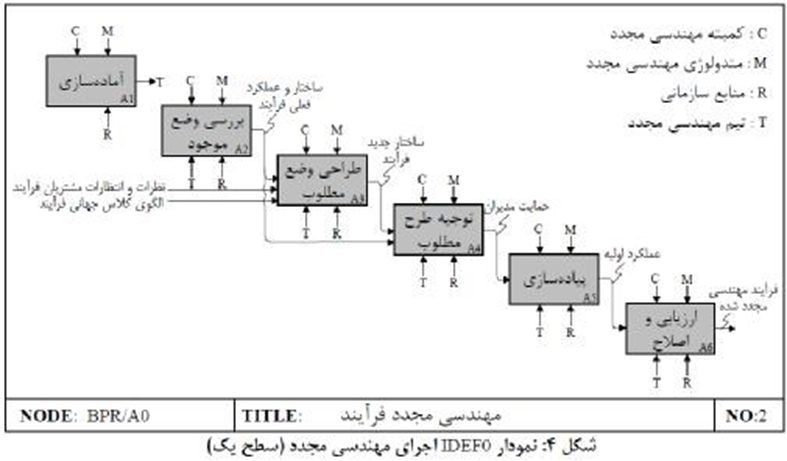 C : کمیته مهندسی مجدد
M : متدولوژی مهندسی مجدد
R : منابع سازمانی
T : تیم مهندسی مجدد
C M
آماده‌سازی
A1
T
R
C M
بررسی وضع
موجود
A2
T R
ساختار و عملکرد
فعلی فرآیند
C M
طراحی وضع
مطلوب
A3
T R
نظرات و انتظارات مشتریان فرآیند
الگوی کلاس جهانی فرآیند
ساختار جدید
فرآیند
C M
توجیه طرح
مطلوب
A4
T R
حمایت مدیران
C M
پیاده‌سازی
A5
T R
عملکرد اولیه
C M
ارزیابی و
اصلاح
A6
T R
فرآیند مهندسی
مجدد شده
NODE: BPR/A0
TITLE: مهندسی مجدد فرآیند
NO:2
شکل ۴: نمودار IDEF0 اجرای مهندسی مجدد (سطح یک)